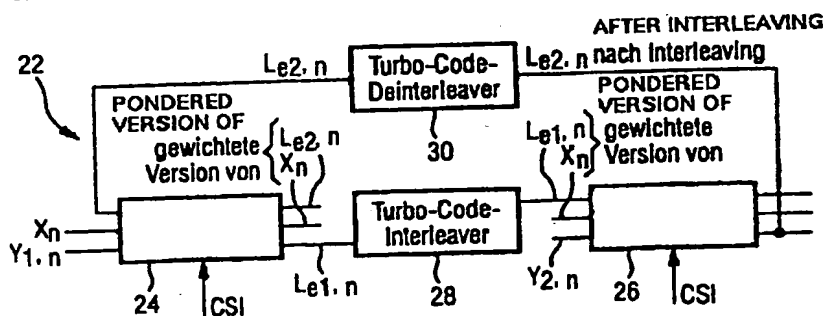 AFTER INTERLEAVING
Le2, n nach Interleaving
22
Le2, n
Turbo-Code-
Deinterleaver
30
PONDERED
VERSION OF
gewichtete
Version von
Le2, n
Xn
PONDERED
VERSION OF
gewichtete
Version von
Le1, n
Xn
Xn
Y1, n
24
CSI
Le1, n
Turbo-Code-
Interleaver
28
Y2, n
26
CSI